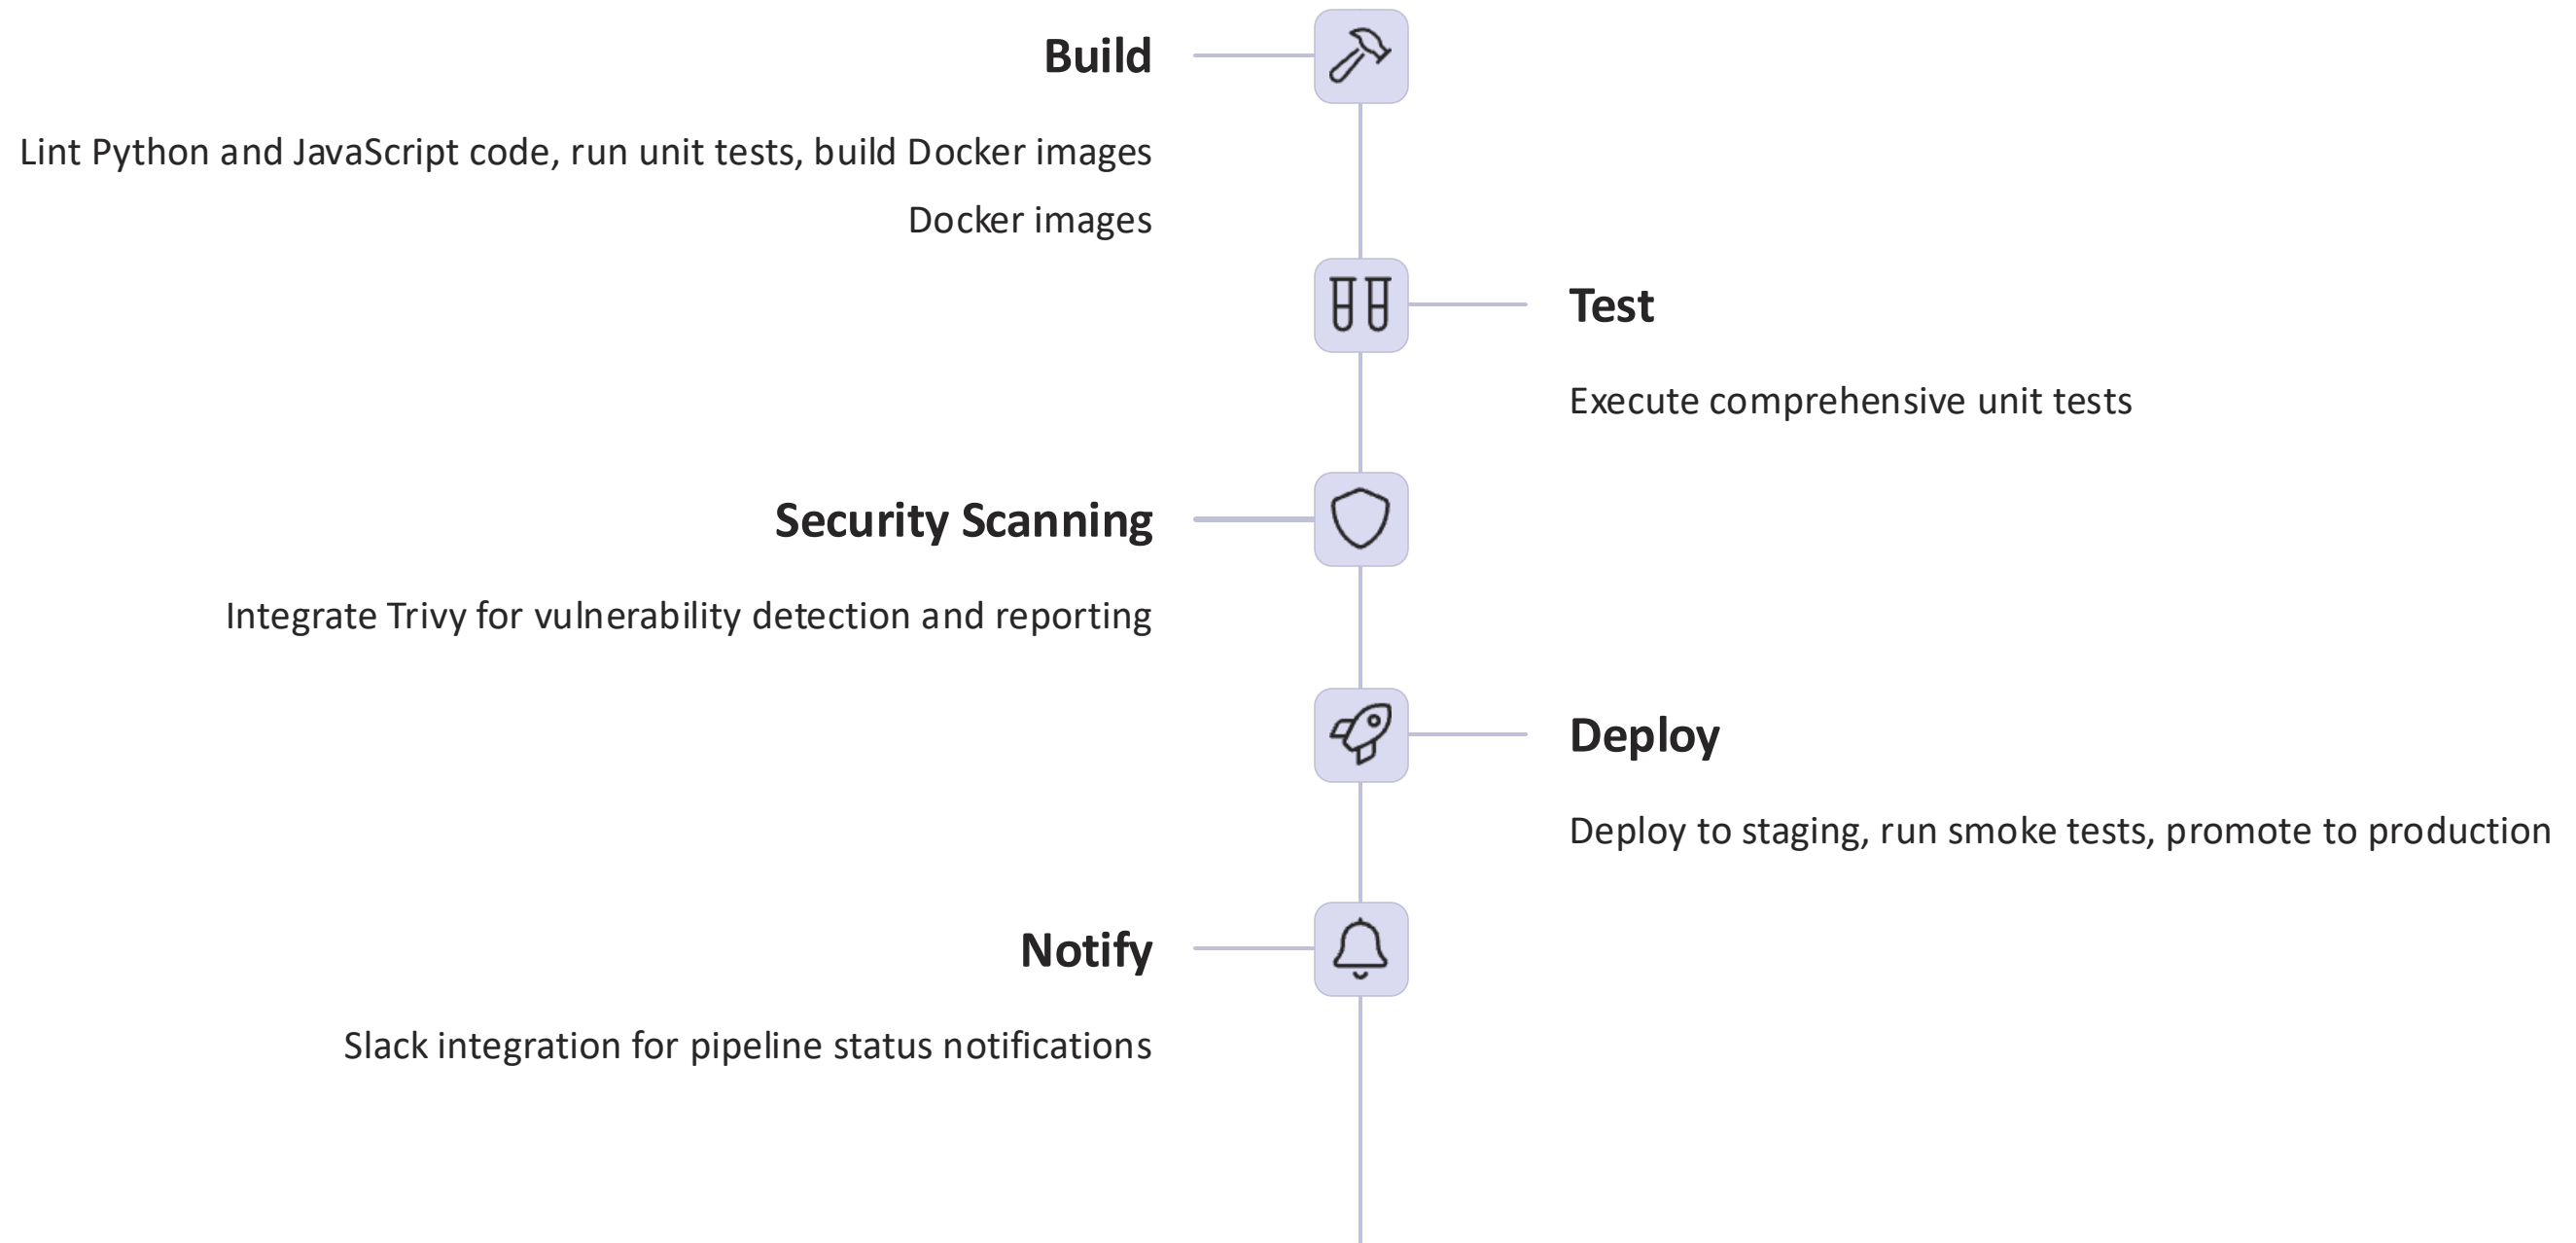 Build
Lint Python and JavaScript code, run unit tests, build Docker images
Docker images
Test
Execute comprehensive unit tests
Security Scanning
Integrate Trivy for vulnerability detection and reporting
Deploy
Deploy to staging, run smoke tests, promote to production
Notify
Slack integration for pipeline status notifications